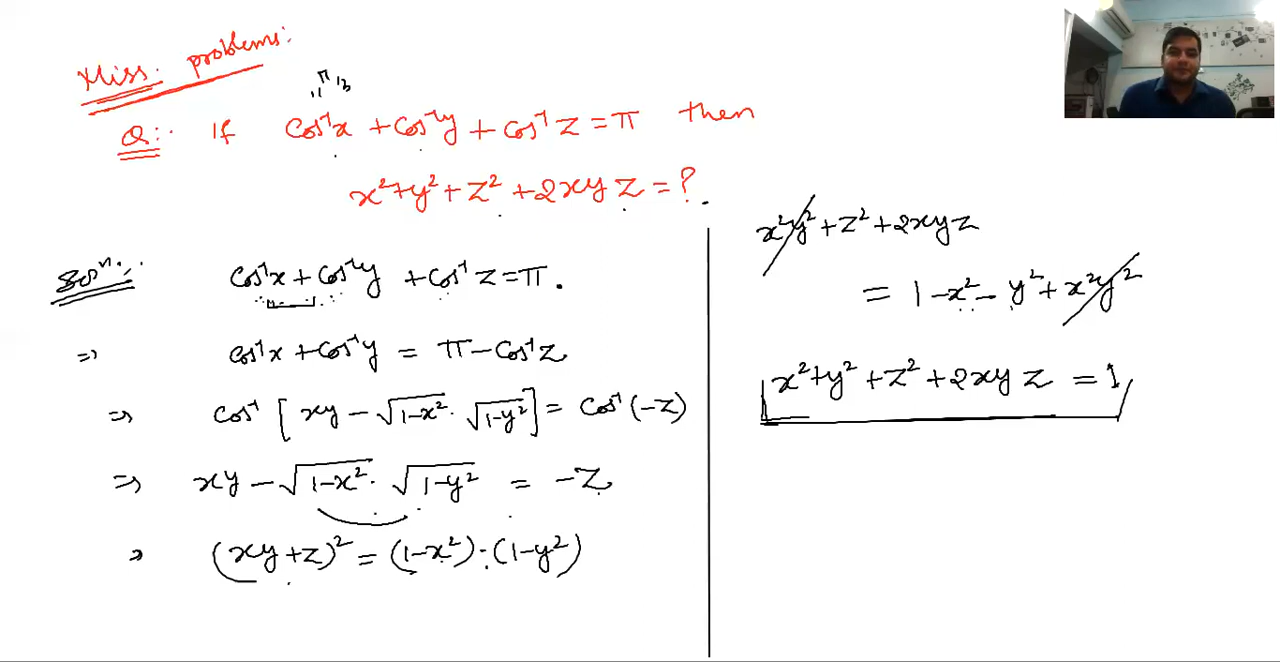 Miss: problems:
Q:- If cos⁻¹x + cos⁻¹y + cos⁻¹z = π then
x² + y² + z² + 2xyz = ?
Solⁿ:- cos⁻¹x + cos⁻¹y + cos⁻¹z = π.
⇒ cos⁻¹x + cos⁻¹y = π - cos⁻¹z
⇒ cos⁻¹[xy - √1-x² · √1-y²] = cos⁻¹(-z)
⇒ xy - √1-x² · √1-y² = -z
⇒ (xy + z)² = (1-x²)·(1-y²)
x²y² + z² + 2xyz
= 1 - x² - y² + x²y²
x² + y² + z² + 2xyz = 1